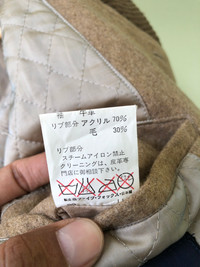 袖 牛革
リブ部分 アクリル 70%
毛 30%
リブ部分
スチームアイロン禁止
クリーニングは、皮革専
門店に御相談下さい。